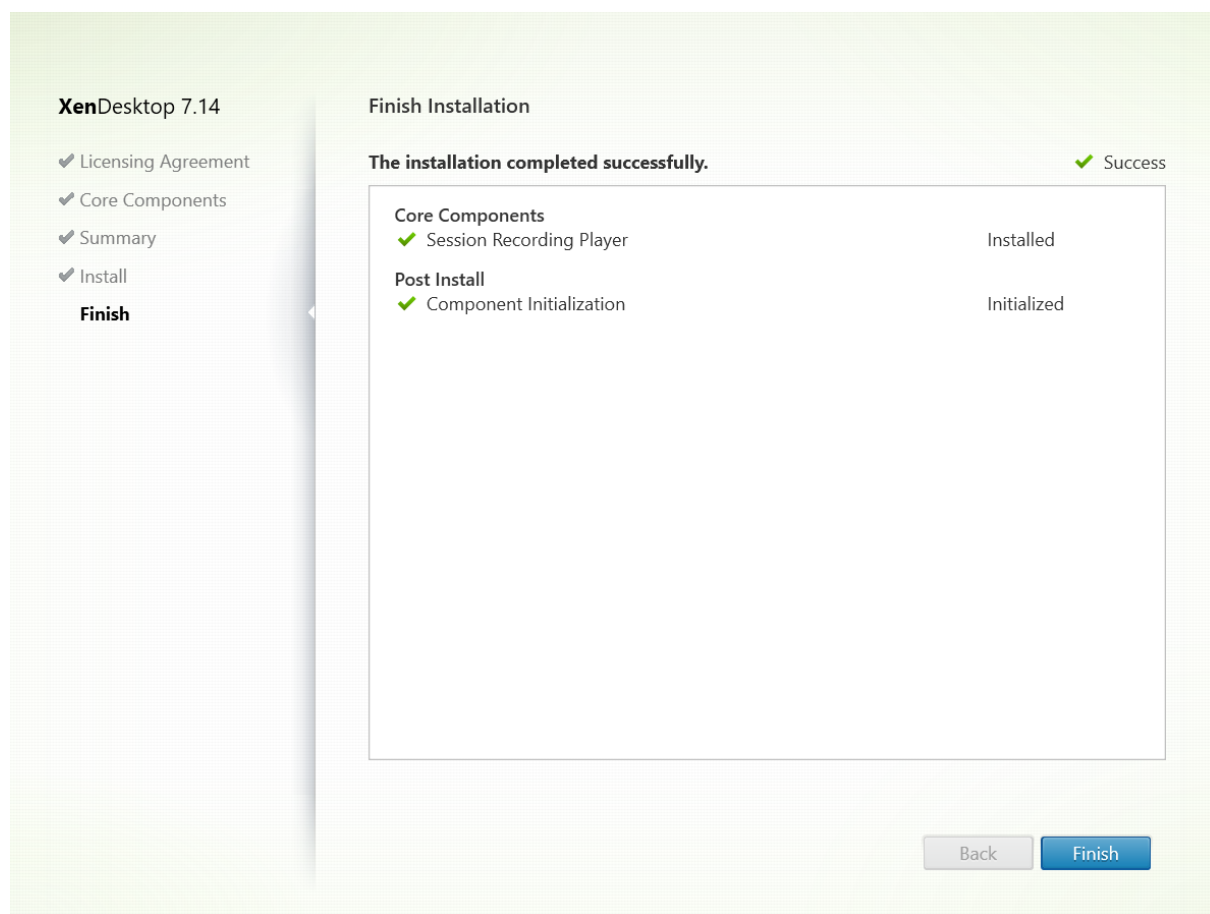 XenDesktop 7.14
Licensing Agreement
Core Components
Summary
Install
Finish
Finish Installation
The installation completed successfully.
Success
Core Components
Session Recording Player Installed
Post Install
Component Initialization Initialized
Back
Finish